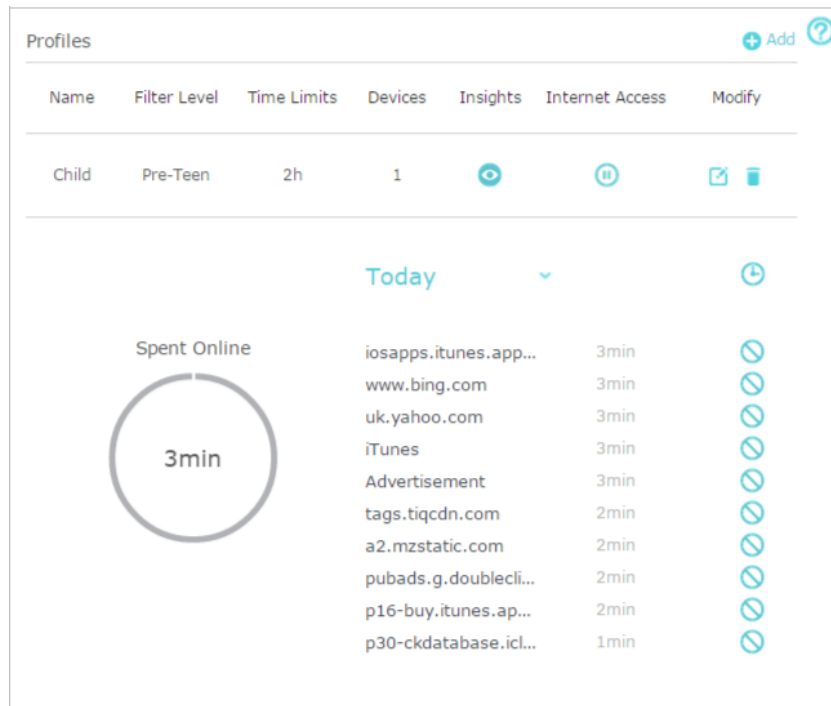 Profiles Add ?
Name Filter Level Time Limits Devices Insights Internet Access Modify
Child Pre-Teen 2h 1
Today
Spent Online
3min
iosapps.itunes.app... 3min
www.bing.com 3min
uk.yahoo.com 3min
iTunes 3min
Advertisement 3min
tags.tiqcdn.com 2min
a2.mzstatic.com 2min
pubads.g.doublecli... 2min
p16-buy.itunes.ap... 2min
p30-ckdatabase.icl... 1min